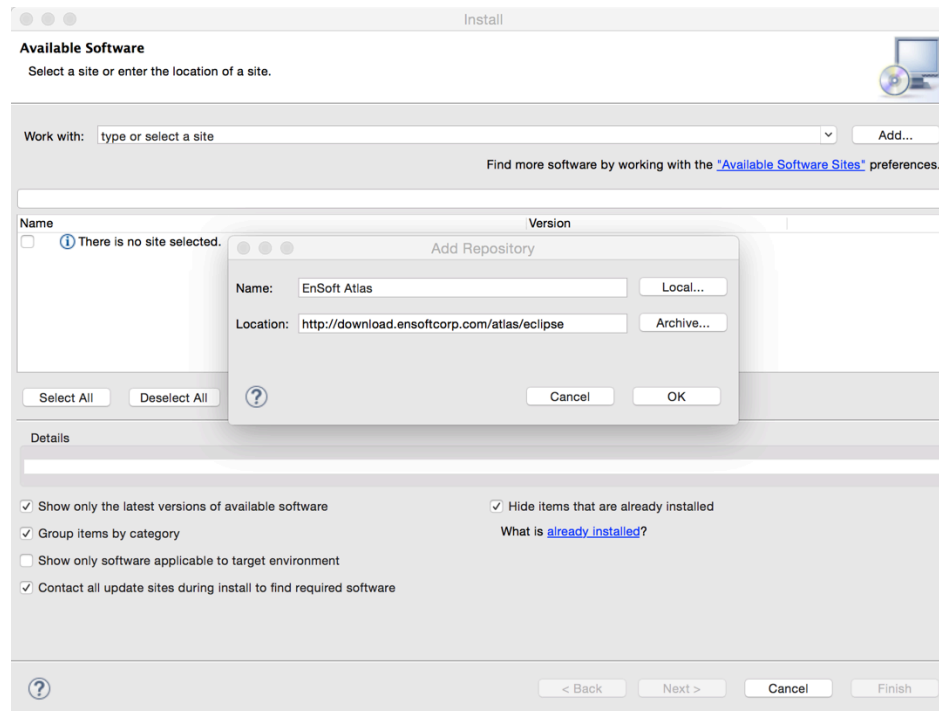 Install
Available Software
Select a site or enter the location of a site.
Work with: type or select a site Add...
Find more software by working with the "Available Software Sites" preferences.
Name Version
There is no site selected.
Add Repository
Name: EnSoft Atlas Local...
Location: http://download.ensoftcorp.com/atlas/eclipse Archive...
? Cancel OK
Select All Deselect All
Details
Show only the latest versions of available software Hide items that are already installed
Group items by category What is already installed?
Show only software applicable to target environment
Contact all update sites during install to find required software
? < Back Next > Cancel Finish